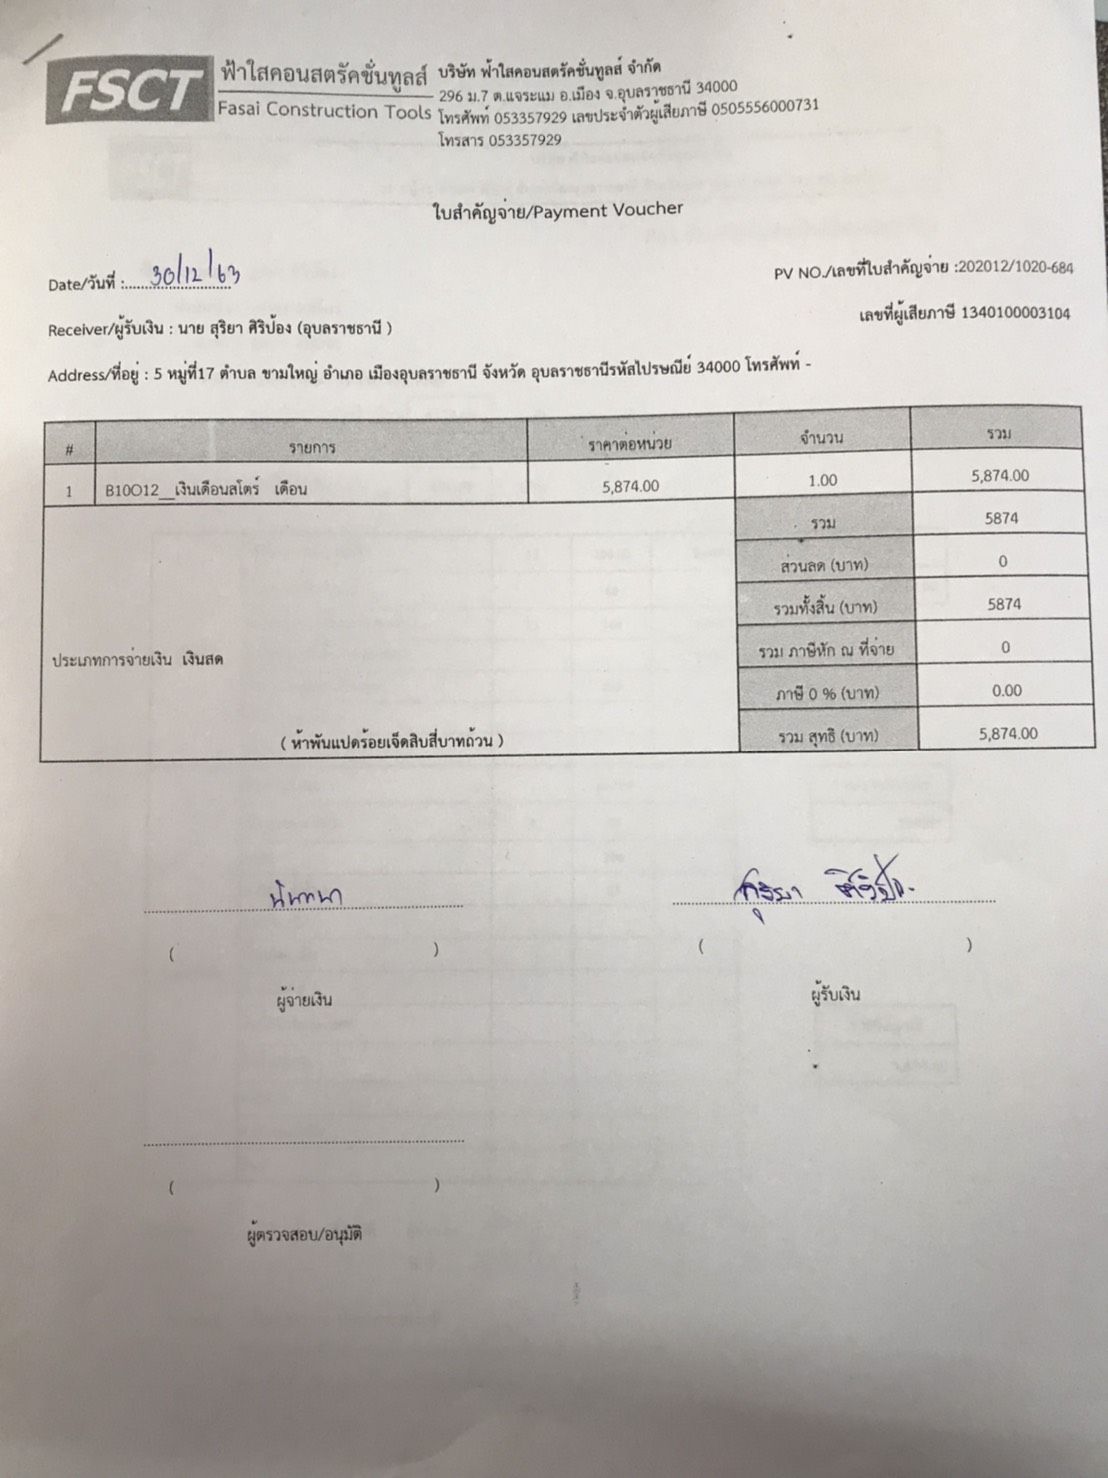 FSCT
ฟ้าใสคอนสตรัคชั่นทูลส์
Fasai Construction Tools
บริษัท ฟ้าใสคอนสตรัคชั่นทูลส์ จำกัด
296 ม.7 ต.แจระแม อ.เมือง จ.อุบลราชธานี 34000
โทรศัพท์ 053357929 เลขประจำตัวผู้เสียภาษี 0505556000731
โทรสาร 053357929
ใบสำคัญจ่าย/Payment Voucher
Date/วันที่ : 30/12/63
PV NO./เลขที่ใบสำคัญจ่าย :202012/1020-684
เลขที่ผู้เสียภาษี 1340100003104
Receiver/ผู้รับเงิน : นาย สุริยา ศิริป้อง (อุบลราชธานี )
Address/ที่อยู่ : 5 หมู่ที่17 ตำบล ขามใหญ่ อำเภอ เมืองอุบลราชธานี จังหวัด อุบลราชธานีรหัสไปรษณีย์ 34000 โทรศัพท์ -
# รายการ ราคาต่อหน่วย จำนวน รวม
1 B10O12__เงินเดือนสโตร์ เดือน 5,874.00 1.00 5,874.00
รวม 5874
ส่วนลด (บาท) 0
รวมทั้งสิ้น (บาท) 5874
ประเภทการจ่ายเงิน เงินสด
รวม ภาษีหัก ณ ที่จ่าย 0
ภาษี 0 % (บาท) 0.00
( ห้าพันแปดร้อยเจ็ดสิบสี่บาทถ้วน )
รวม สุทธิ (บาท) 5,874.00
นันทนา
สุริยา
( ) ( )
ผู้จ่ายเงิน ผู้รับเงิน
( )
ผู้ตรวจสอบ/อนุมัติ